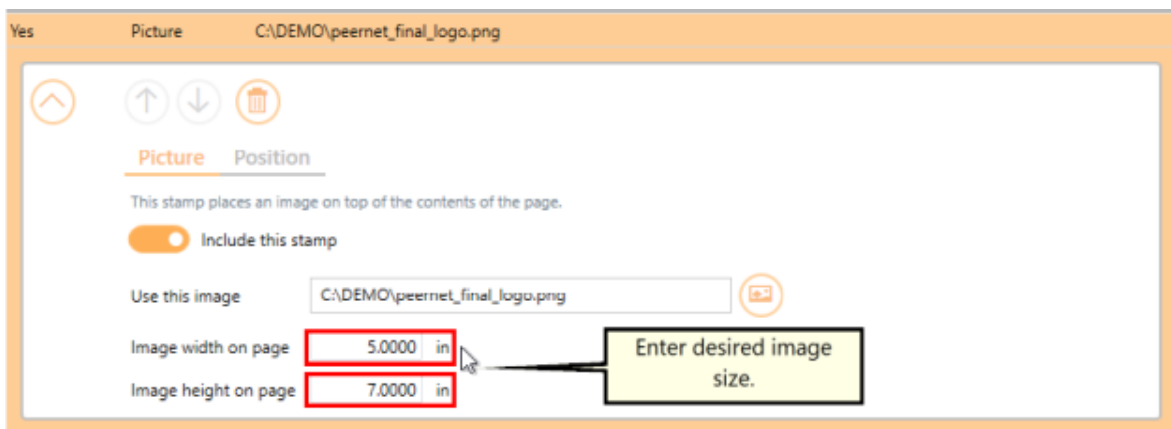 Yes Picture C:\DEMO\peernet_final_logo.png
Picture Position
This stamp places an image on top of the contents of the page.
Include this stamp
Use this image C:\DEMO\peernet_final_logo.png
Image width on page 5.0000 in
Enter desired image
size.
Image height on page 7.0000 in